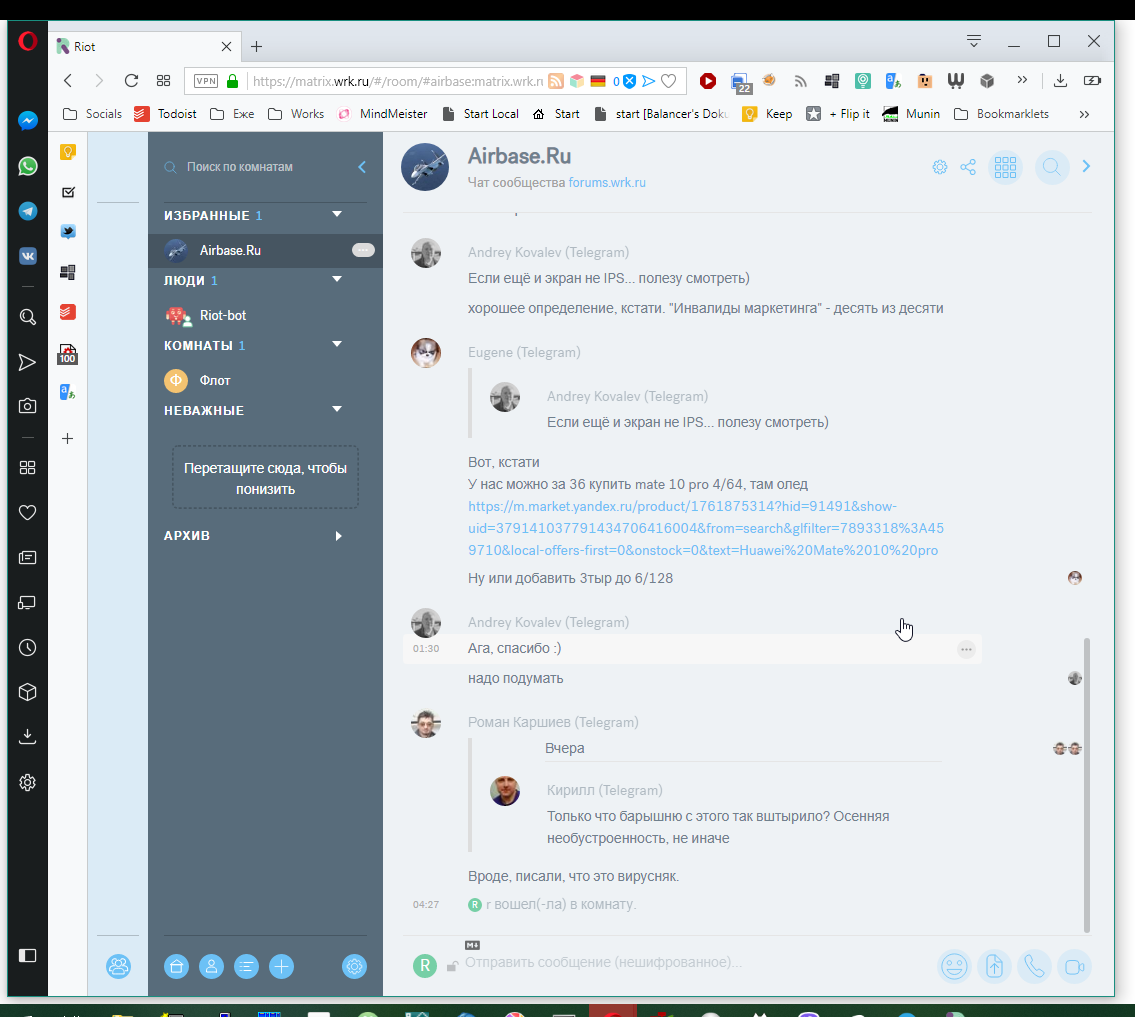 Riot
VPN
https://matrix.wrk.ru/#/room/#airbase:matrix.wrk.r
0
22
Socials
Todoist
Еже
Works
MindMeister
Start Local
Start
start [Balancer's Doku
Keep
+ Flip it
Munin
Bookmarklets
100
Поиск по комнатам
ИЗБРАННЫЕ 1
Airbase.Ru
ЛЮДИ 1
Riot-bot
КОМНАТЫ 1
Ф
Флот
НЕВАЖНЫЕ
Перетащите сюда, чтобы
понизить
АРХИВ
Airbase.Ru
Чат сообщества forums.wrk.ru
Andrey Kovalev (Telegram)
Если ещё и экран не IPS... полезу смотреть)
хорошее определение, кстати. "Инвалиды маркетинга" - десять из десяти
Eugene (Telegram)
Andrey Kovalev (Telegram)
Если ещё и экран не IPS... полезу смотреть)
Вот, кстати
У нас можно за 36 купить mate 10 pro 4/64, там олед
https://m.market.yandex.ru/product/1761875314?hid=91491&show-
uid=379141037791434706416004&from=search&glfilter=7893318%3A45
9710&local-offers-first=0&onstock=0&text=Huawei%20Mate%2010%20pro
Ну или добавить 3тыр до 6/128
Andrey Kovalev (Telegram)
01:30
Ага, спасибо :)
надо подумать
Роман Каршиев (Telegram)
Вчера
Кирилл (Telegram)
Только что барышню с этого так вштырило? Осенняя
необустроенность, не иначе
Вроде, писали, что это вирусняк.
04:27
R
r вошел(-ла) в комнату.
M↓
R
Отправить сообщение (нешифрованное)...